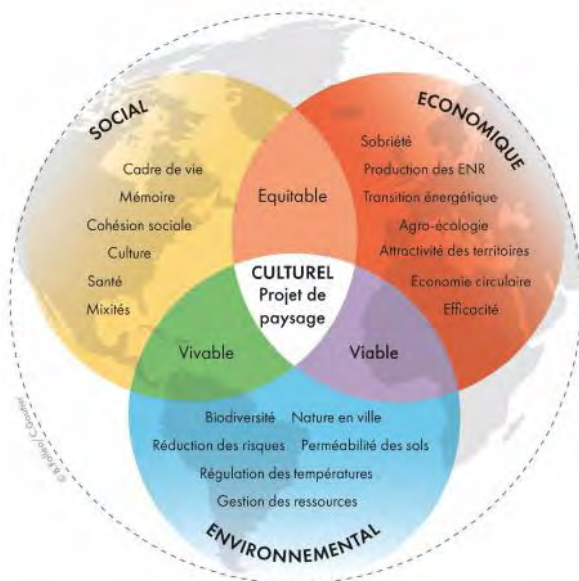 SOCIAL
Cadre de vie
Mémoire
Cohésion sociale
Culture
Santé
Mixités
ECONOMIQUE
Sobriété
Production des ENR
Transition énergétique
Agro-écologie
Attractivité des territoires
Economie circulaire
Efficacité
Equitable
CULTUREL
Projet de
paysage
Vivable
Viable
Biodiversité Nature en ville
Réduction des risques Perméabilité des sols
Régulation des températures
Gestion des ressources
ENVIRONNEMENTAL
© B.Folléa/C. Gautier